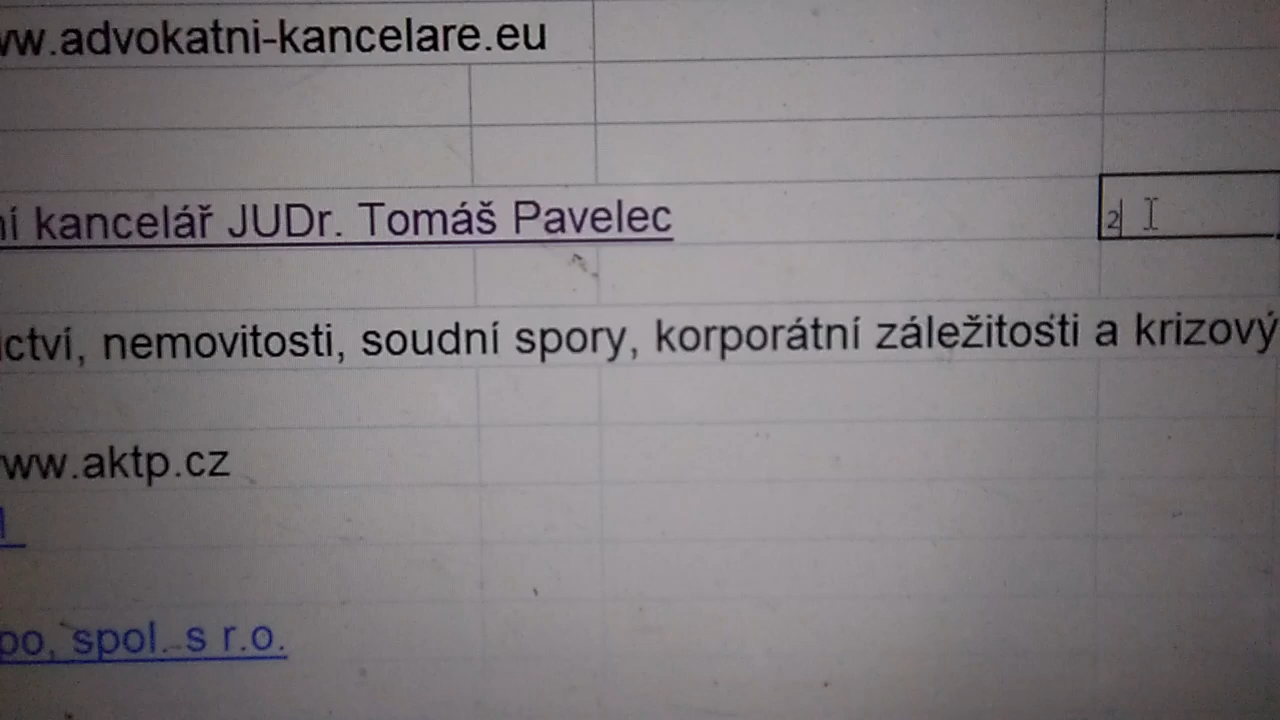 ww.advokatni-kancelare.eu
ní kancelář JUDr. Tomáš Pavelec
2
ctví, nemovitosti, soudní spory, korporátní záležitosti a krizový
ww.aktp.cz
po, spol. s r.o.